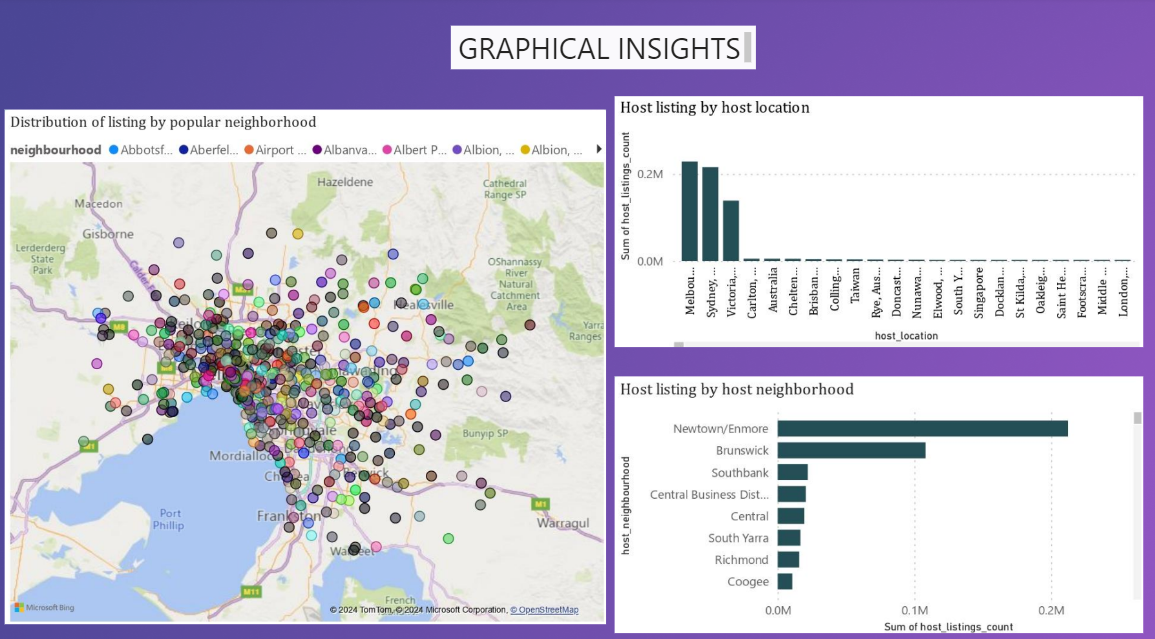 GRAPHICAL INSIGHTS
Distribution of listing by popular neighborhood
neighbourhood Abbotsf... Aberfel... Airport ... Albanva... Albert P... Albion, ... Albion, ...
Hazeldene
Cathedral
Range SP
Macedon
Gisborne
Lerderderg
State
Park
OShannassy
River
Natural
Catchment
Area
Calder F
Healesville
Yarra
Ranges
M8
Bunyip SP
Mordialloc
Chelsea
Berwick
Port
Phillip
Frankston
M1
Warragul
Warneet
M11
French
Microsoft Bing
© 2024 TomTom, © 2024 Microsoft Corporation, © OpenStreetMap
Host listing by host location
Sum of host_listings_count
0.2M
0.0M
Melbou...
Sydney, ...
Victoria,...
Carlton, ...
Australia
Chelten...
Brisban...
Colling...
Taiwan
Rye, Aus...
Doncast...
Nunawa...
Elwood, ...
South Y...
Singapore
Docklan...
St Kilda,...
Oakleig...
Saint He...
Footscra...
Middle ...
London,...
host_location
Host listing by host neighborhood
host_neighbourhood
Newtown/Enmore
Brunswick
Southbank
Central Business Dist...
Central
South Yarra
Richmond
Coogee
0.0M 0.1M 0.2M
Sum of host_listings_count